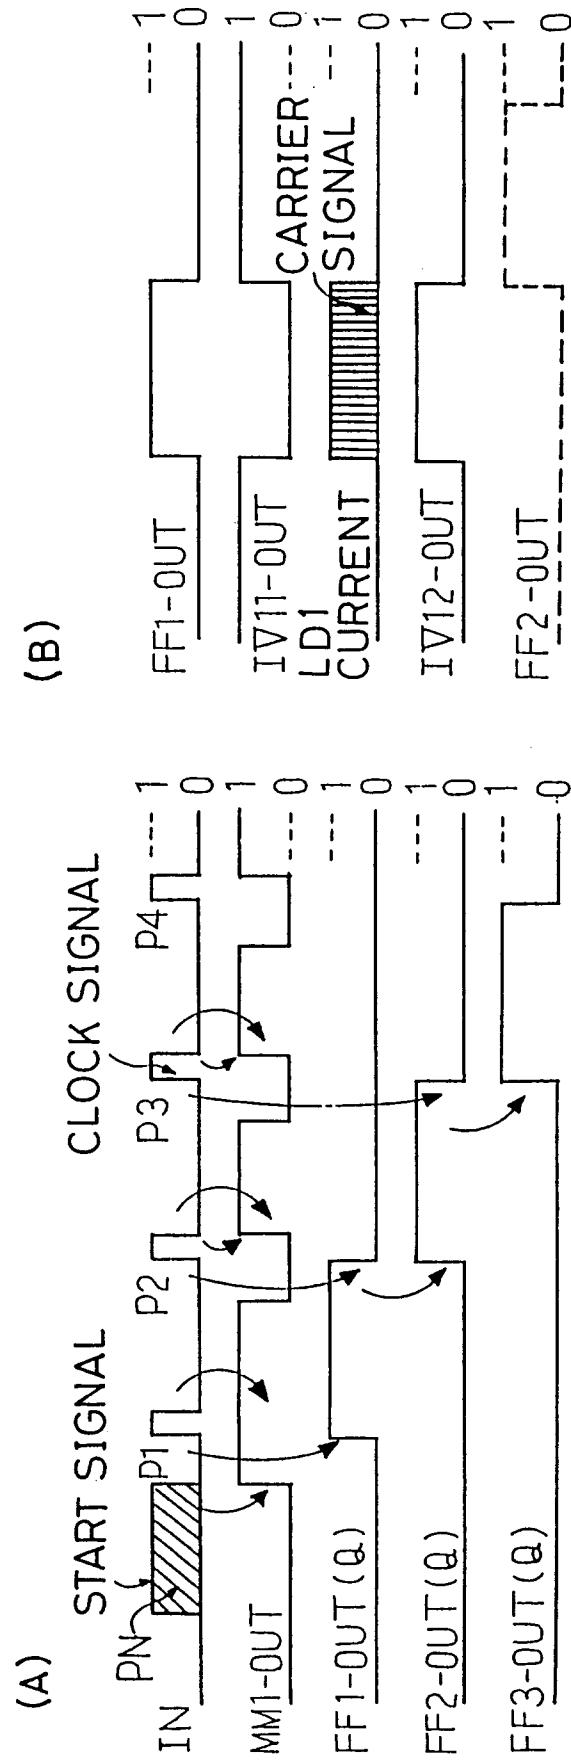 (A)
START SIGNAL
CLOCK SIGNAL
PN
P1
P2
P3
P4
IN
1
0
MM1-OUT
1
0
FF1-OUT(Q)
1
0
FF2-OUT(Q)
1
0
FF3-OUT(Q)
1
0
(B)
FF1-OUT
1
0
IV11-OUT
1
0
LD1
CURRENT
CARRIER
SIGNAL
1
0
IV12-OUT
1
0
FF2-OUT
1
0